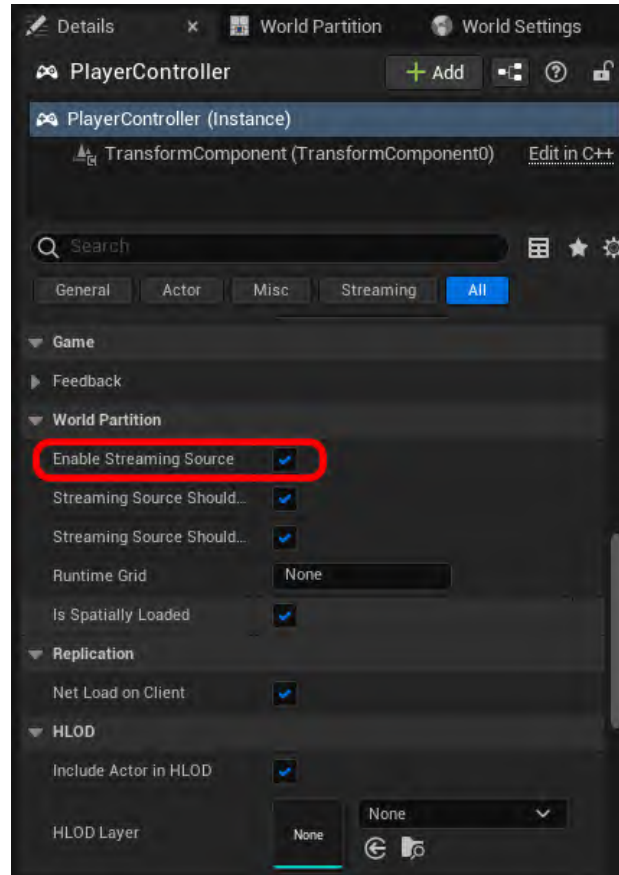 Details World Partition World Settings
PlayerController Add
PlayerController (Instance)
TransformComponent (TransformComponent0) Edit in C++
Search
General Actor Misc Streaming All
Game
Feedback
World Partition
Enable Streaming Source
Streaming Source Should...
Streaming Source Should...
Runtime Grid None
Is Spatially Loaded
Replication
Net Load on Client
HLOD
Include Actor in HLOD
None
HLOD Layer None